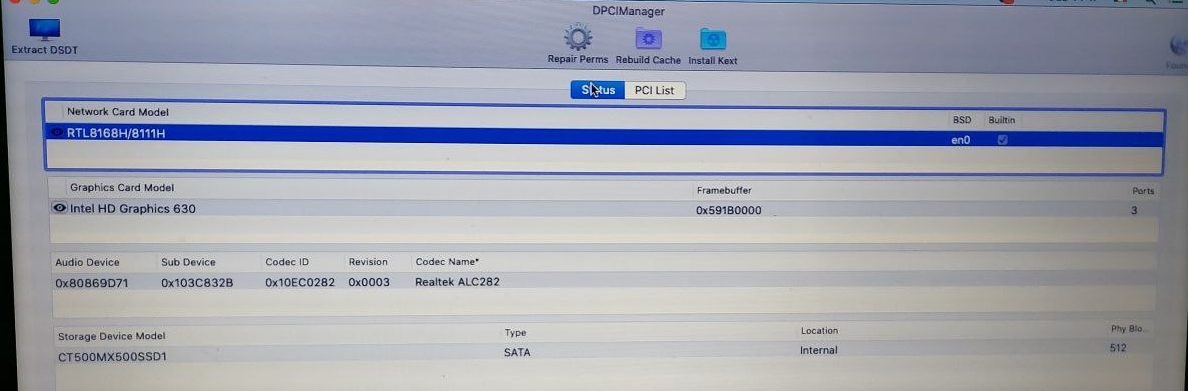 DPCIManager
Extract DSDT
Repair Perms Rebuild Cache Install Kext
Status PCI List
Network Card Model BSD Builtin
RTL8168H/8111H en0
Graphics Card Model Framebuffer Ports
Intel HD Graphics 630 0x591B0000 3
Audio Device Sub Device Codec ID Revision Codec Name*
0x80869D71 0x103C832B 0x10EC0282 0x0003 Realtek ALC282
Storage Device Model Type Location Phy Blo...
CT500MX500SSD1 SATA Internal 512